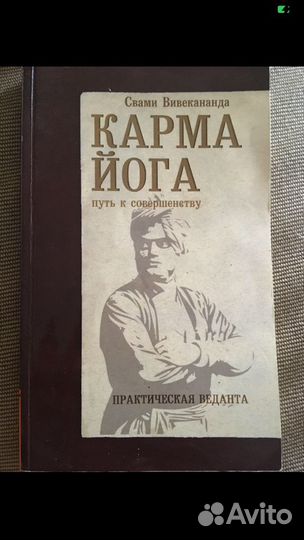 Свами Вивекананда
КАРМА
ЙОГА
путь к совершенству
ПРАКТИЧЕСКАЯ ВЕДАНТА
Avito